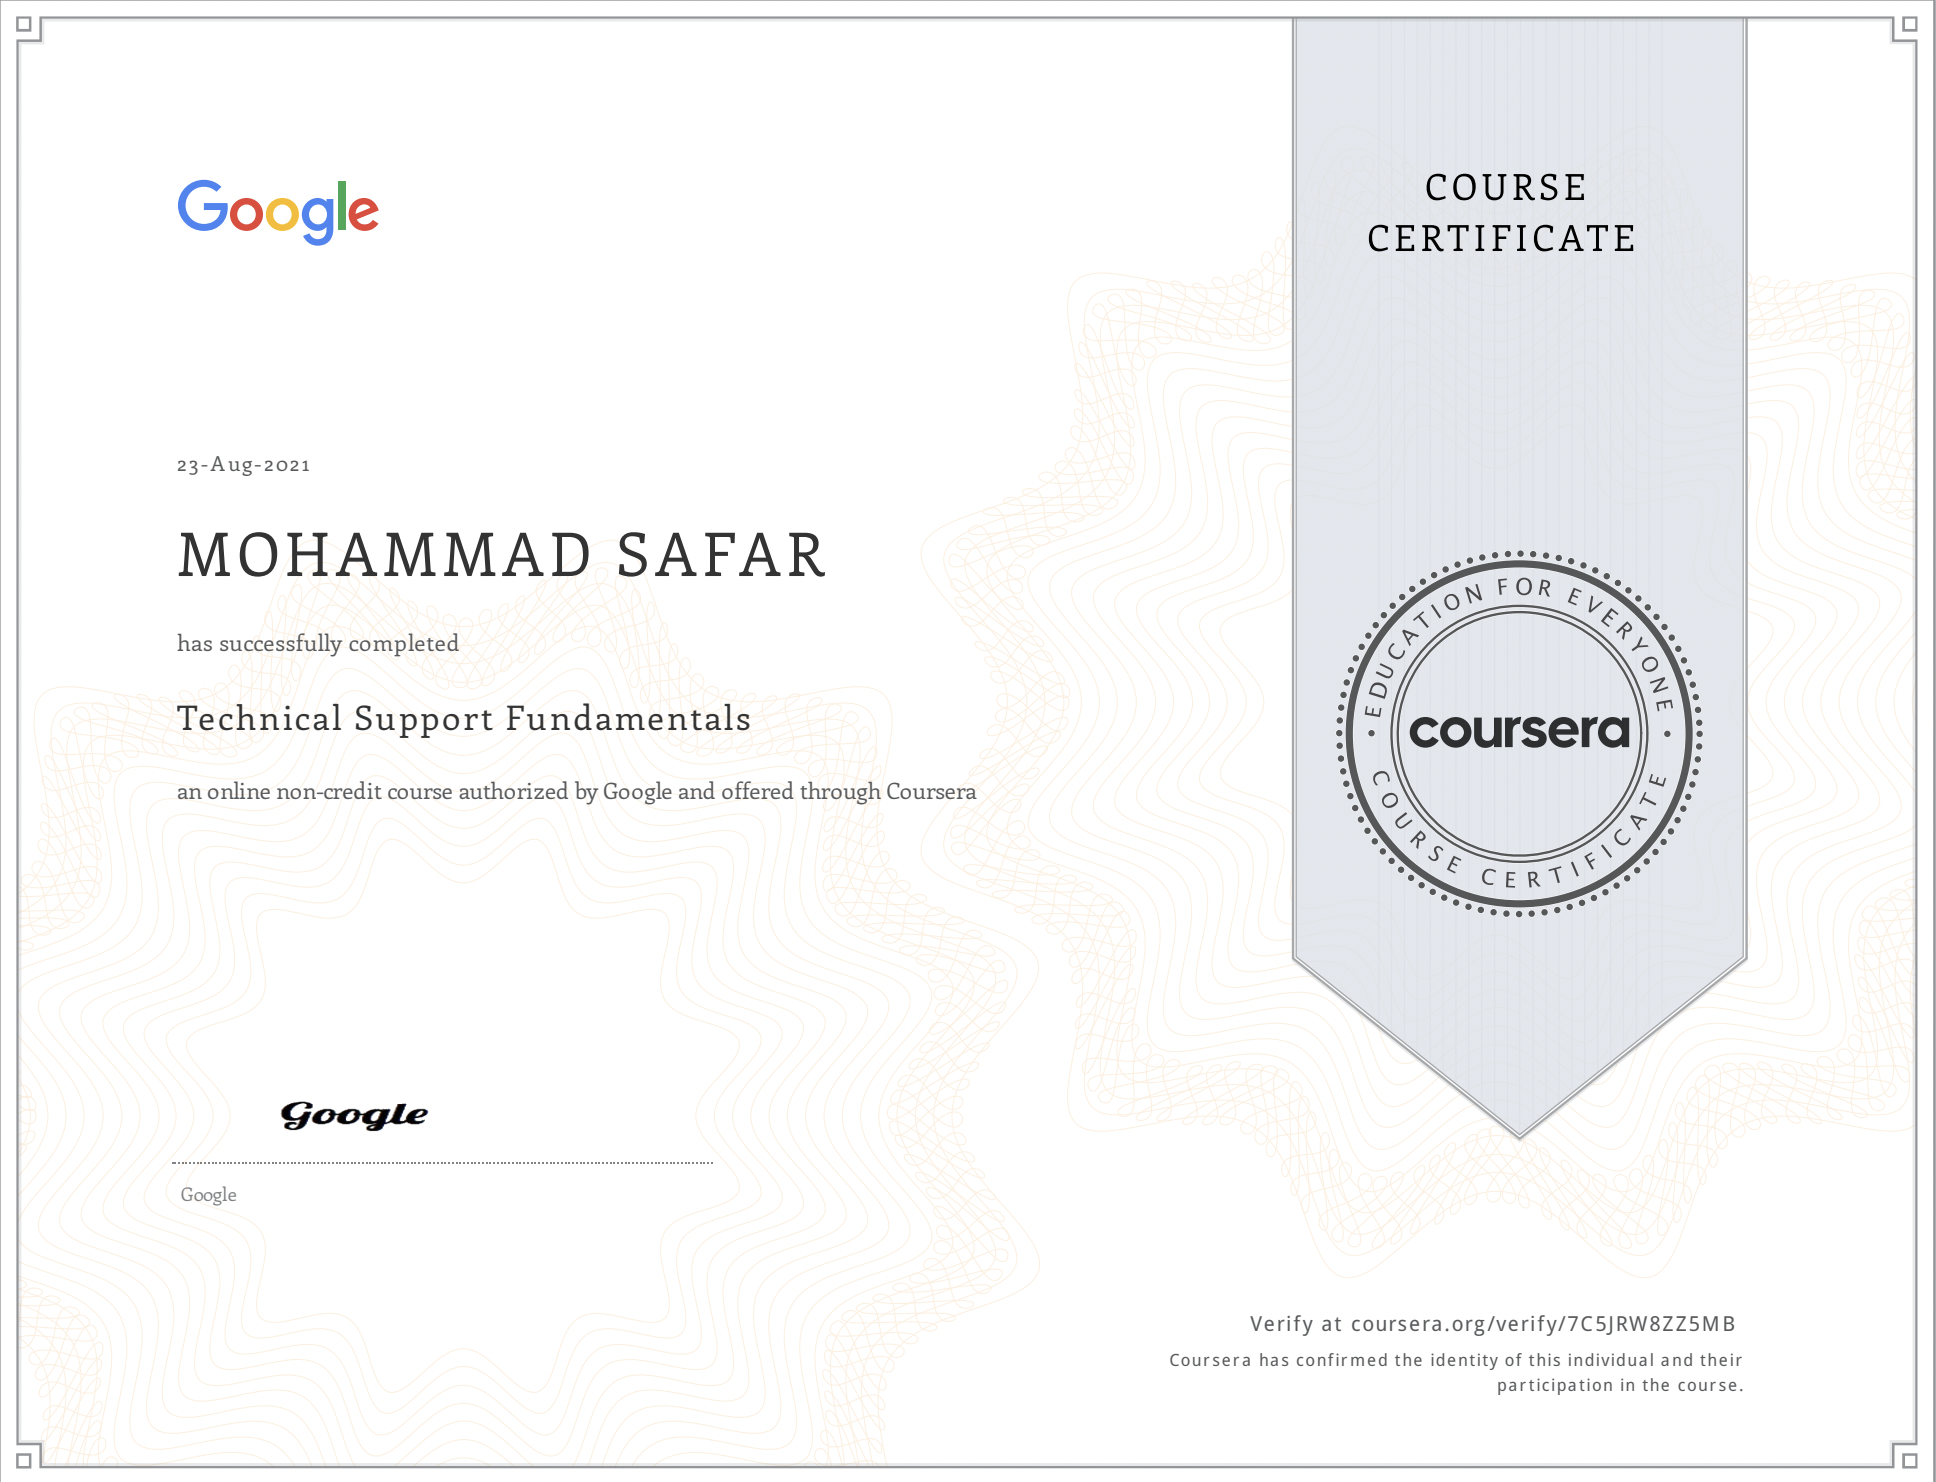 Google
COURSE
CERTIFICATE
23-Aug-2021
MOHAMMAD SAFAR
has successfully completed
Technical Support Fundamentals
an online non-credit course authorized by Google and offered through Coursera
EDUCATION FOR EVERYONE
coursera
COURSE CERTIFICATE
Google
Google
Verify at coursera.org/verify/7C5JRW8ZZ5MB
Coursera has confirmed the identity of this individual and their
participation in the course.